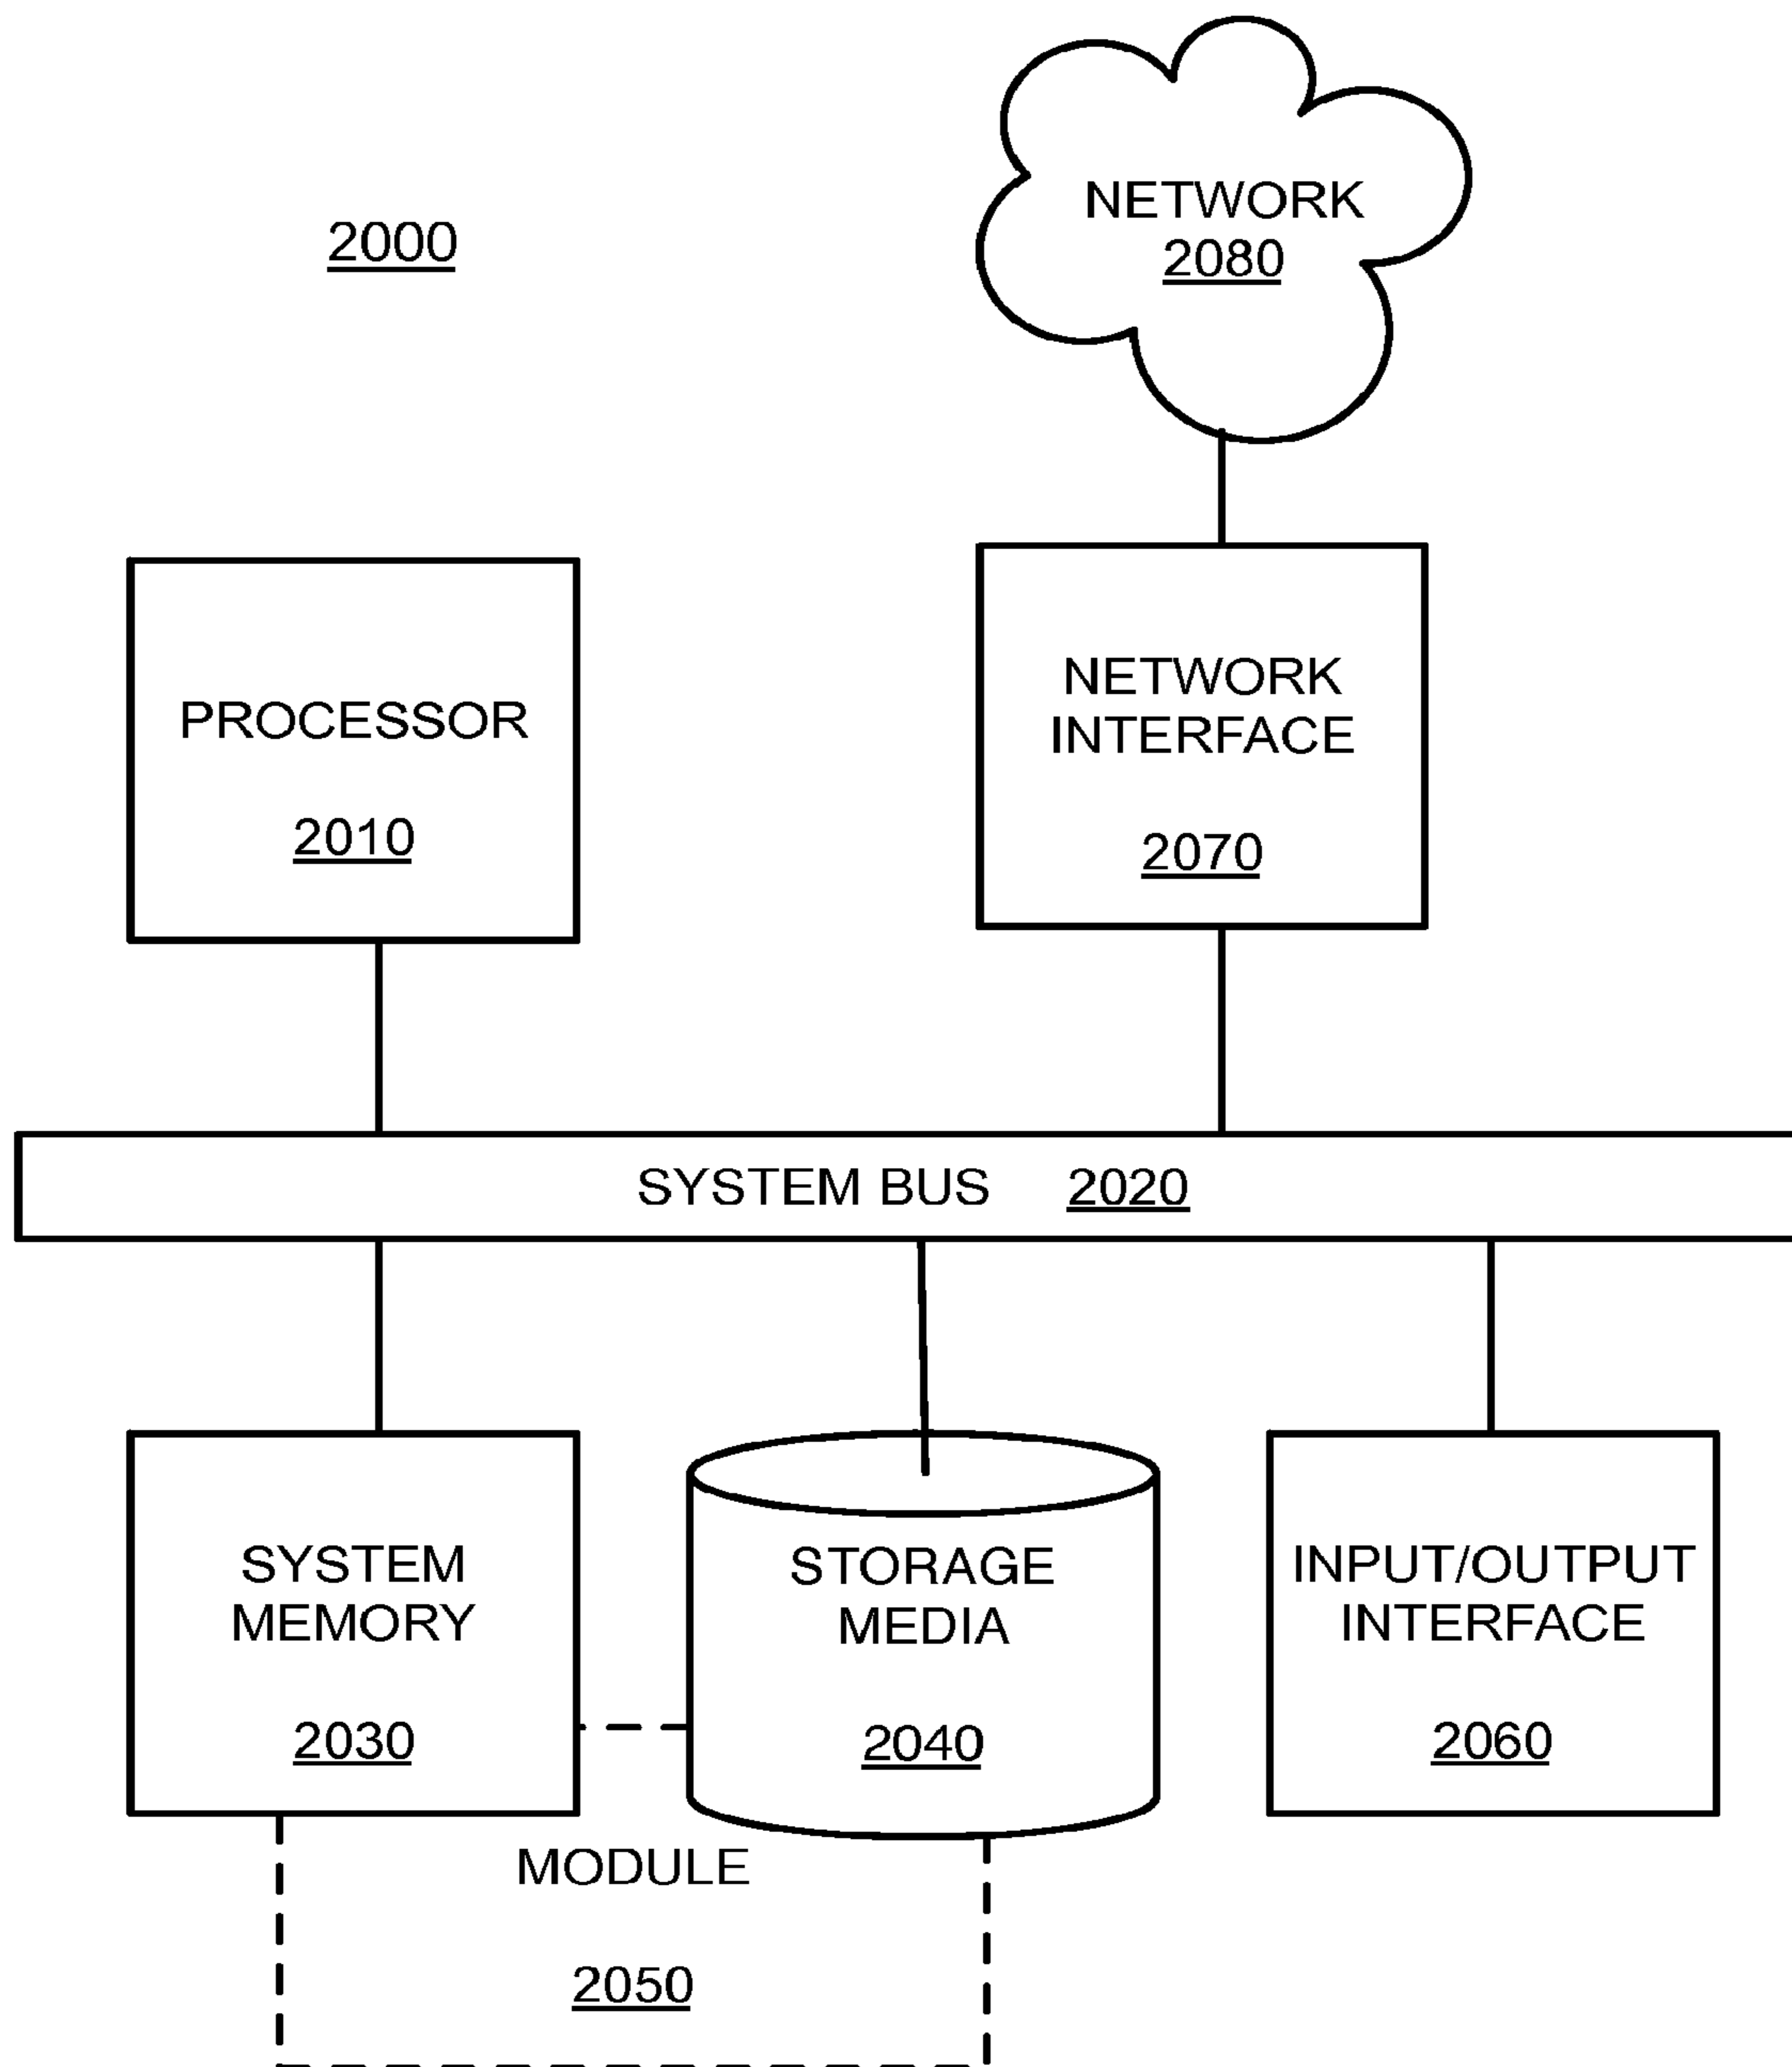 2000
NETWORK
2080
PROCESSOR
2010
NETWORK
INTERFACE
2070
SYSTEM BUS 2020
SYSTEM
MEMORY
2030
STORAGE
MEDIA
2040
INPUT/OUTPUT
INTERFACE
2060
MODULE
2050